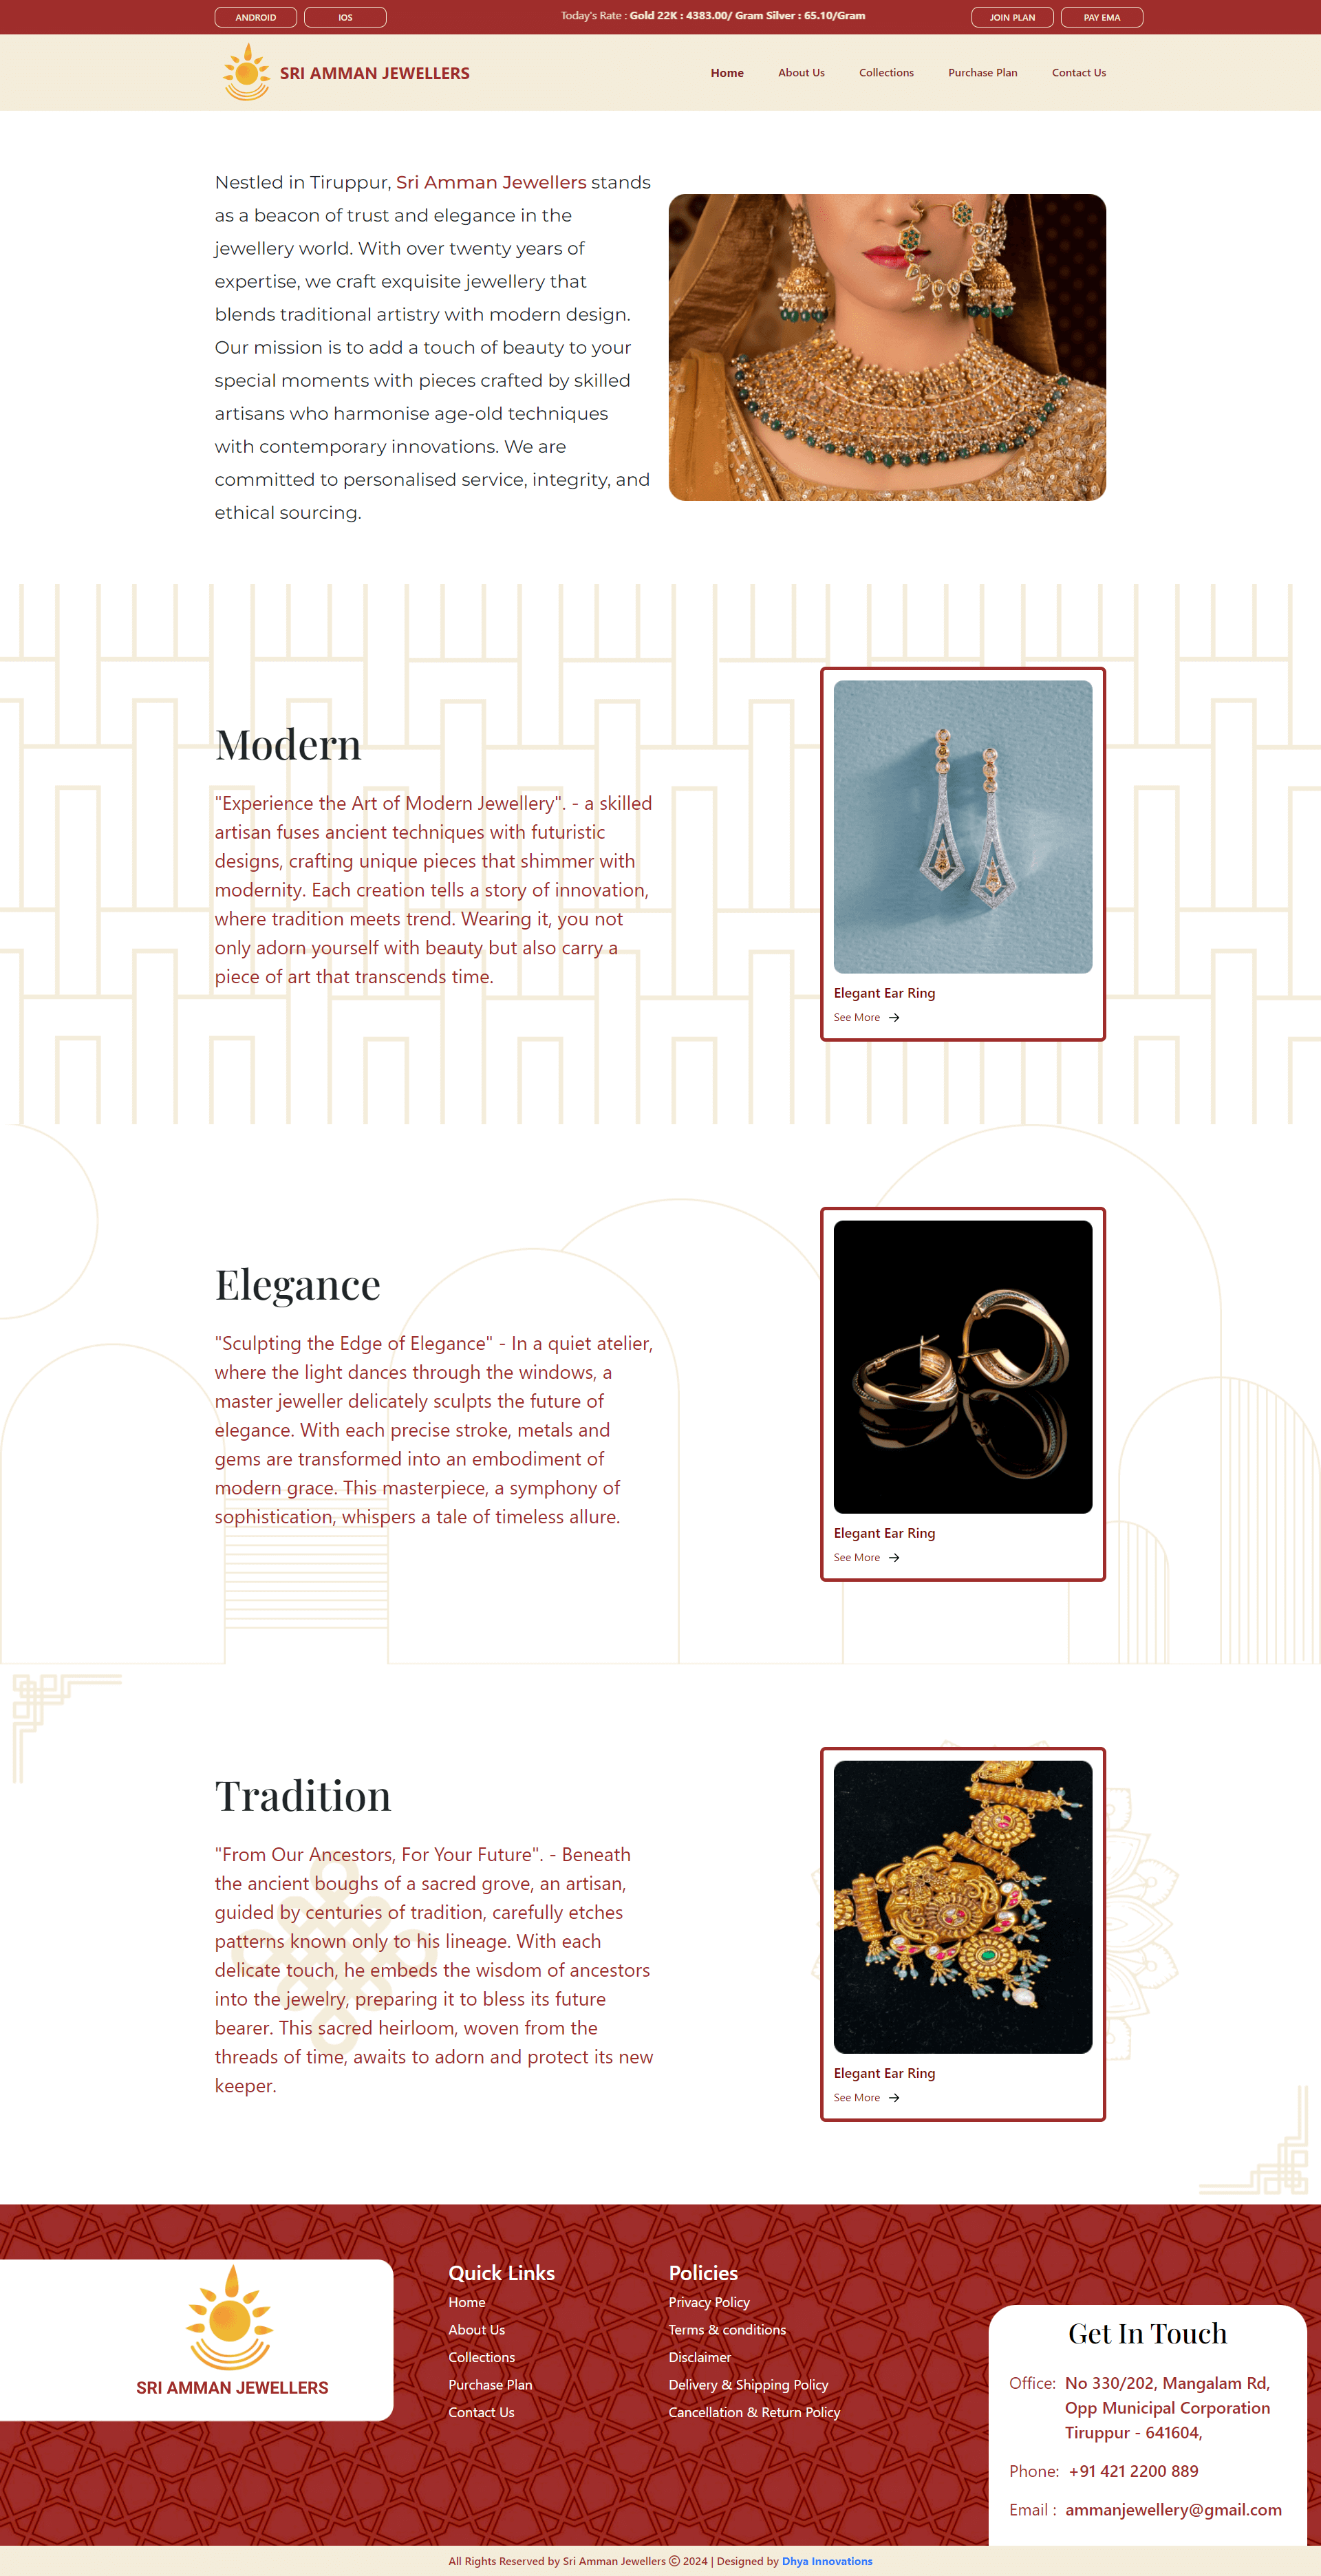 ANDROID
IOS
Today's Rate : Gold 22K : 4383.00/ Gram Silver : 65.10/Gram
JOIN PLAN
PAY EMA
SRI AMMAN JEWELLERS
Home
About Us
Collections
Purchase Plan
Contact Us
Nestled in Tiruppur, Sri Amman Jewellers stands
as a beacon of trust and elegance in the
jewellery world. With over twenty years of
expertise, we craft exquisite jewellery that
blends traditional artistry with modern design.
Our mission is to add a touch of beauty to your
special moments with pieces crafted by skilled
artisans who harmonise age-old techniques
with contemporary innovations. We are
committed to personalised service, integrity, and
ethical sourcing.
Modern
"Experience the Art of Modern Jewellery". - a skilled
artisan fuses ancient techniques with futuristic
designs, crafting unique pieces that shimmer with
modernity. Each creation tells a story of innovation,
where tradition meets trend. Wearing it, you not
only adorn yourself with beauty but also carry a
piece of art that transcends time.
Elegant Ear Ring
See More
Elegance
"Sculpting the Edge of Elegance" - In a quiet atelier,
where the light dances through the windows, a
master jeweller delicately sculpts the future of
elegance. With each precise stroke, metals and
gems are transformed into an embodiment of
modern grace. This masterpiece, a symphony of
sophistication, whispers a tale of timeless allure.
Elegant Ear Ring
See More
Tradition
"From Our Ancestors, For Your Future". - Beneath
the ancient boughs of a sacred grove, an artisan,
guided by centuries of tradition, carefully etches
patterns known only to his lineage. With each
delicate touch, he embeds the wisdom of ancestors
into the jewelry, preparing it to bless its future
bearer. This sacred heirloom, woven from the
threads of time, awaits to adorn and protect its new
keeper.
Elegant Ear Ring
See More
SRI AMMAN JEWELLERS
Quick Links
Home
About Us
Collections
Purchase Plan
Contact Us
Policies
Privacy Policy
Terms & conditions
Disclaimer
Delivery & Shipping Policy
Cancellation & Return Policy
Get In Touch
Office: No 330/202, Mangalam Rd,
Opp Municipal Corporation
Tiruppur - 641604,
Phone: +91 421 2200 889
Email : ammanjewellery@gmail.com
All Rights Reserved by Sri Amman Jewellers © 2024 | Designed by Dhya Innovations